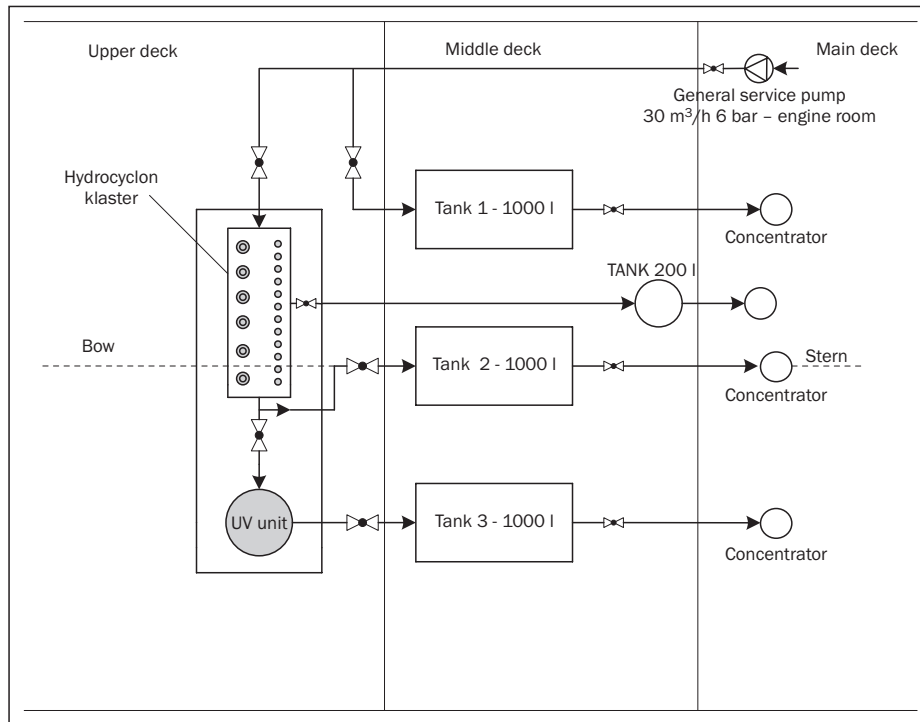 Upper deck
Middle deck
Main deck
General service pump
30 m³/h 6 bar – engine room
Hydrocyclon
klaster
Tank 1 - 1000 l
Concentrator
TANK 200 l
Bow
Tank 2 - 1000 l
Stern
Concentrator
UV unit
Tank 3 - 1000 l
Concentrator